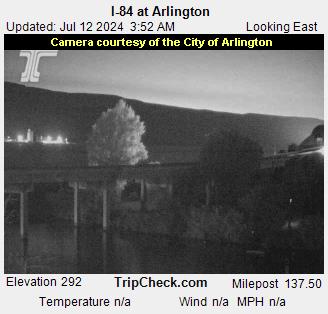 I-84 at Arlington
Updated: Jul 12 2024 3:52 AM Looking East
Camera courtesy of the City of Arlington
Elevation 292 TripCheck.com Milepost 137.50
Temperature n/a Wind n/a MPH n/a